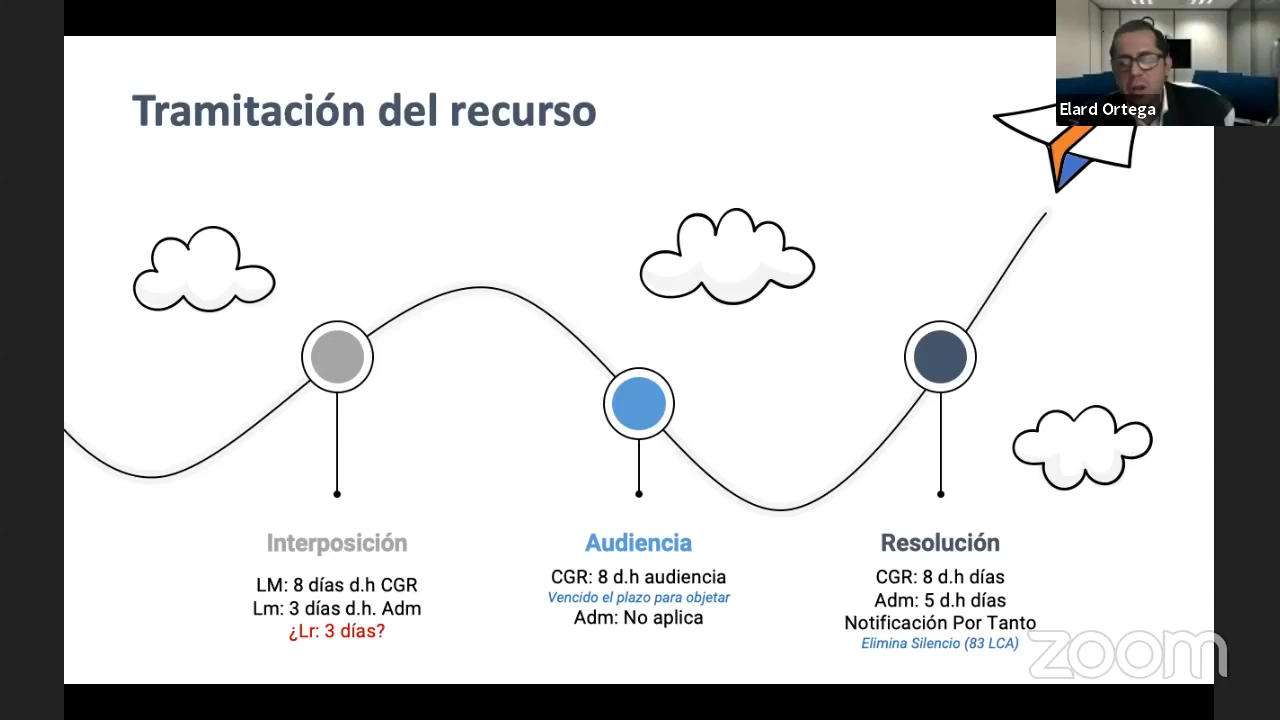 Elard Ortega
Tramitación del recurso
Interposición
LM: 8 días d.h CGR
Lm: 3 días d.h. Adm
¿Lr: 3 días?
Audiencia
CGR: 8 d.h audiencia
Vencido el plazo para objetar
Adm: No aplica
Resolución
CGR: 8 d.h días
Adm: 5 d.h días
Notificación Por Tanto
Elimina Silencio (83 LCA)
zoom